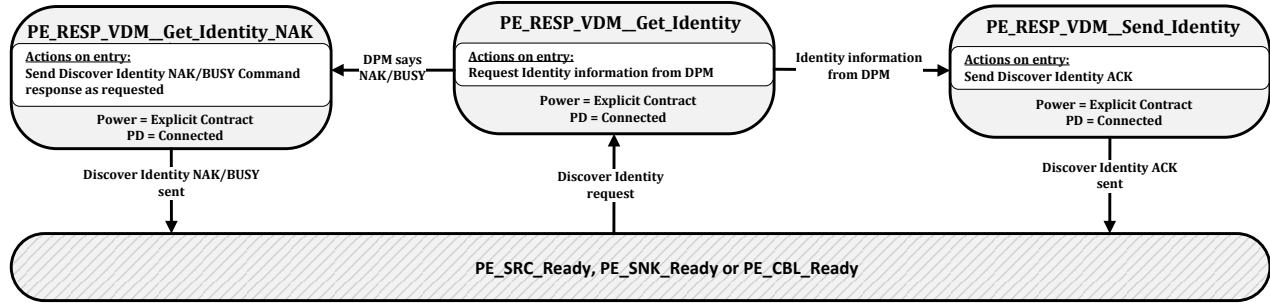 PE_RESP_VDM_Get_Identity_NAK
Actions on entry:
Send Discover Identity NAK/BUSY Command
response as requested
Power = Explicit Contract
PD = Connected
DPM says
NAK/BUSY
PE_RESP_VDM_Get_Identity
Actions on entry:
Request Identity information from DPM
Power = Explicit Contract
PD = Connected
Identity information
from DPM
PE_RESP_VDM_Send_Identity
Actions on entry:
Send Discover Identity ACK
Power = Explicit Contract
PD = Connected
Discover Identity NAK/BUSY
sent
Discover Identity
request
Discover Identity ACK
sent
PE_SRC_Ready, PE_SNK_Ready or PE_CBL_Ready